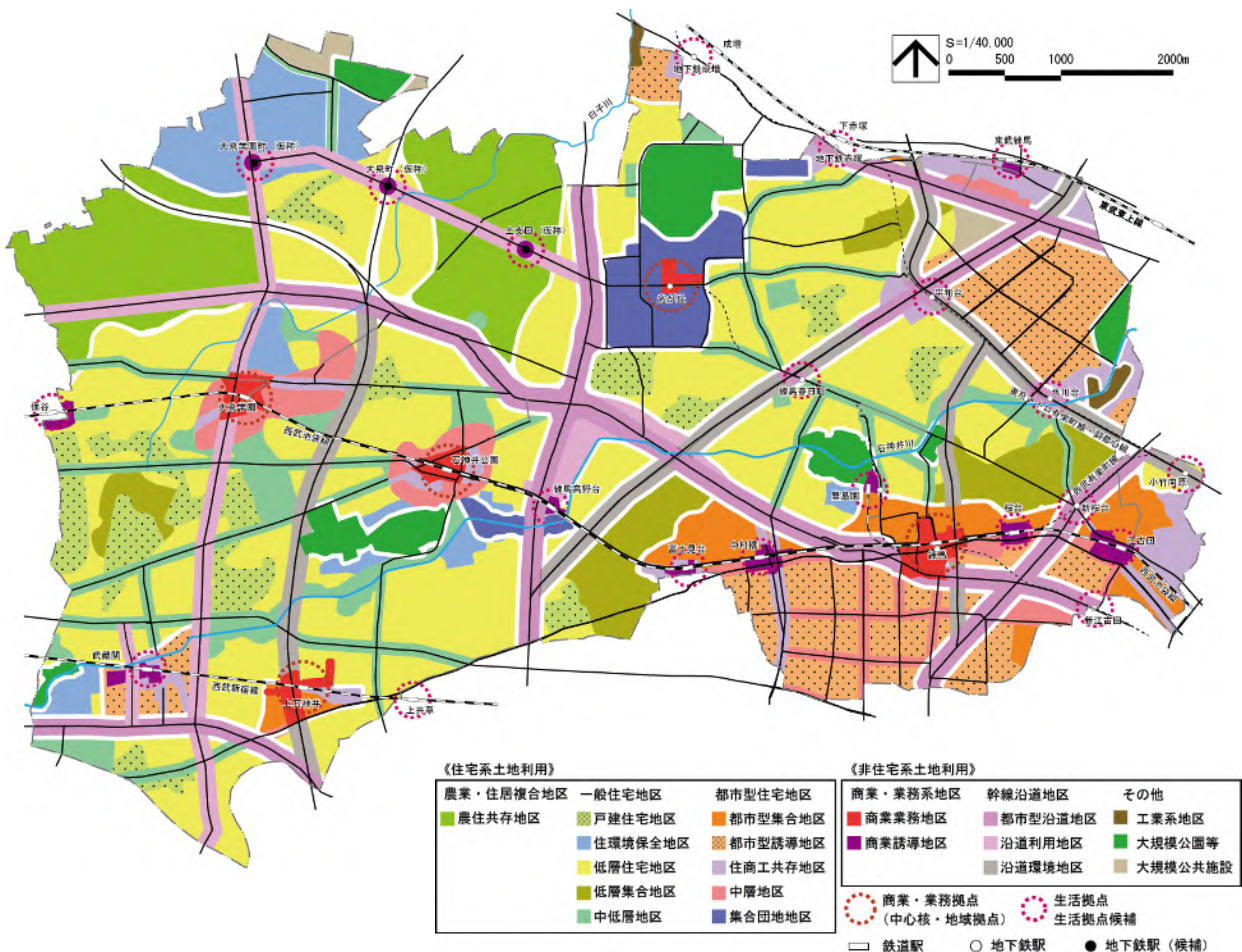 S=1/40,000
0 500 1000 2000m
成増
地下鉄成増
白子川
下赤塚
地下鉄赤塚
東武練馬
東武東上線
大泉学園町(仮称)
大泉町(仮称)
土支田(仮称)
光が丘
平和台
保谷
大泉学園
西武池袋線
石神井公園
練馬春日町
氷川台
石神井川
練馬高野台
豊島園
西武有楽町線
小竹向原
桜台
新桜台
富士見台
中村橋
練馬
江古田
西武池袋線
新江古田
武蔵関
西武新宿線
上石神井
上井草
《住宅系土地利用》
農業・住居複合地区 一般住宅地区 都市型住宅地区
農住共存地区 戸建住宅地区 都市型集合地区
住環境保全地区 都市型誘導地区
低層住宅地区 住商工共存地区
低層集合地区 中層地区
中低層地区 集合団地地区
《非住宅系土地利用》
商業・業務系地区 幹線沿道地区 その他
商業業務地区 都市型沿道地区 工業系地区
商業誘導地区 沿道利用地区 大規模公園等
沿道環境地区 大規模公共施設
商業・業務拠点 生活拠点
(中心核・地域拠点) 生活拠点候補
鉄道駅 地下鉄駅 地下鉄駅(候補)